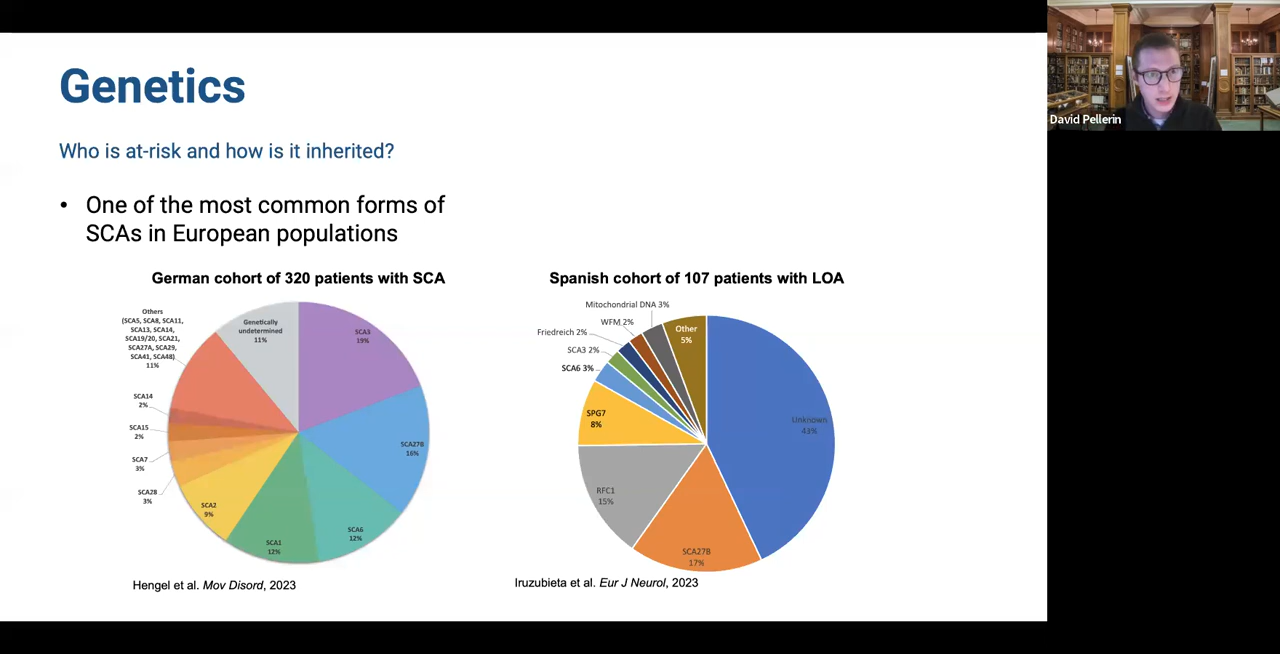 Genetics
Who is at-risk and how is it inherited?
• One of the most common forms of
SCAs in European populations
German cohort of 320 patients with SCA
Others
(SCA5, SCA8, SCA11,
SCA13, SCA14,
SCA19/20, SCA21,
SCA27A, SCA29,
SCA41, SCA48)
11%
Genetically
undetermined
11%
SCA3
19%
SCA27B
16%
SCA6
12%
SCA1
12%
SCA2
9%
SCA28
3%
SCA7
3%
SCA15
2%
SCA14
2%
Hengel et al. Mov Disord, 2023
Spanish cohort of 107 patients with LOA
Mitochondrial DNA 3%
WFM 2%
Friedreich 2%
SCA3 2%
SCA6 3%
Other
5%
SPG7
8%
RFC1
15%
SCA27B
17%
Unknown
43%
Iruzubieta et al. Eur J Neurol, 2023
David Pellerin